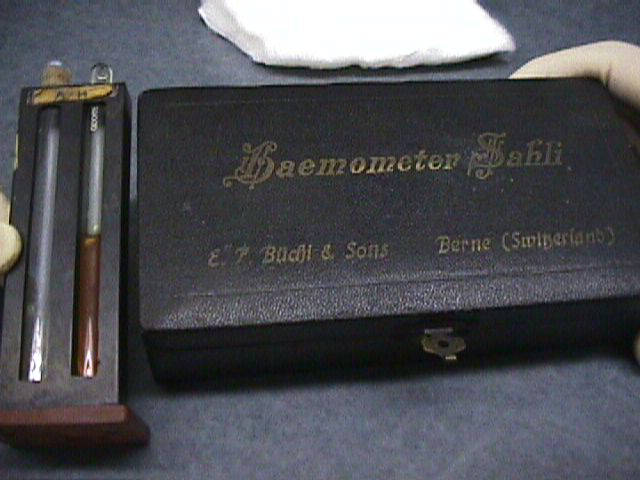 A-H
Haemometer Sahli
E. F. Büchi & Sons Berne (Switzerland)